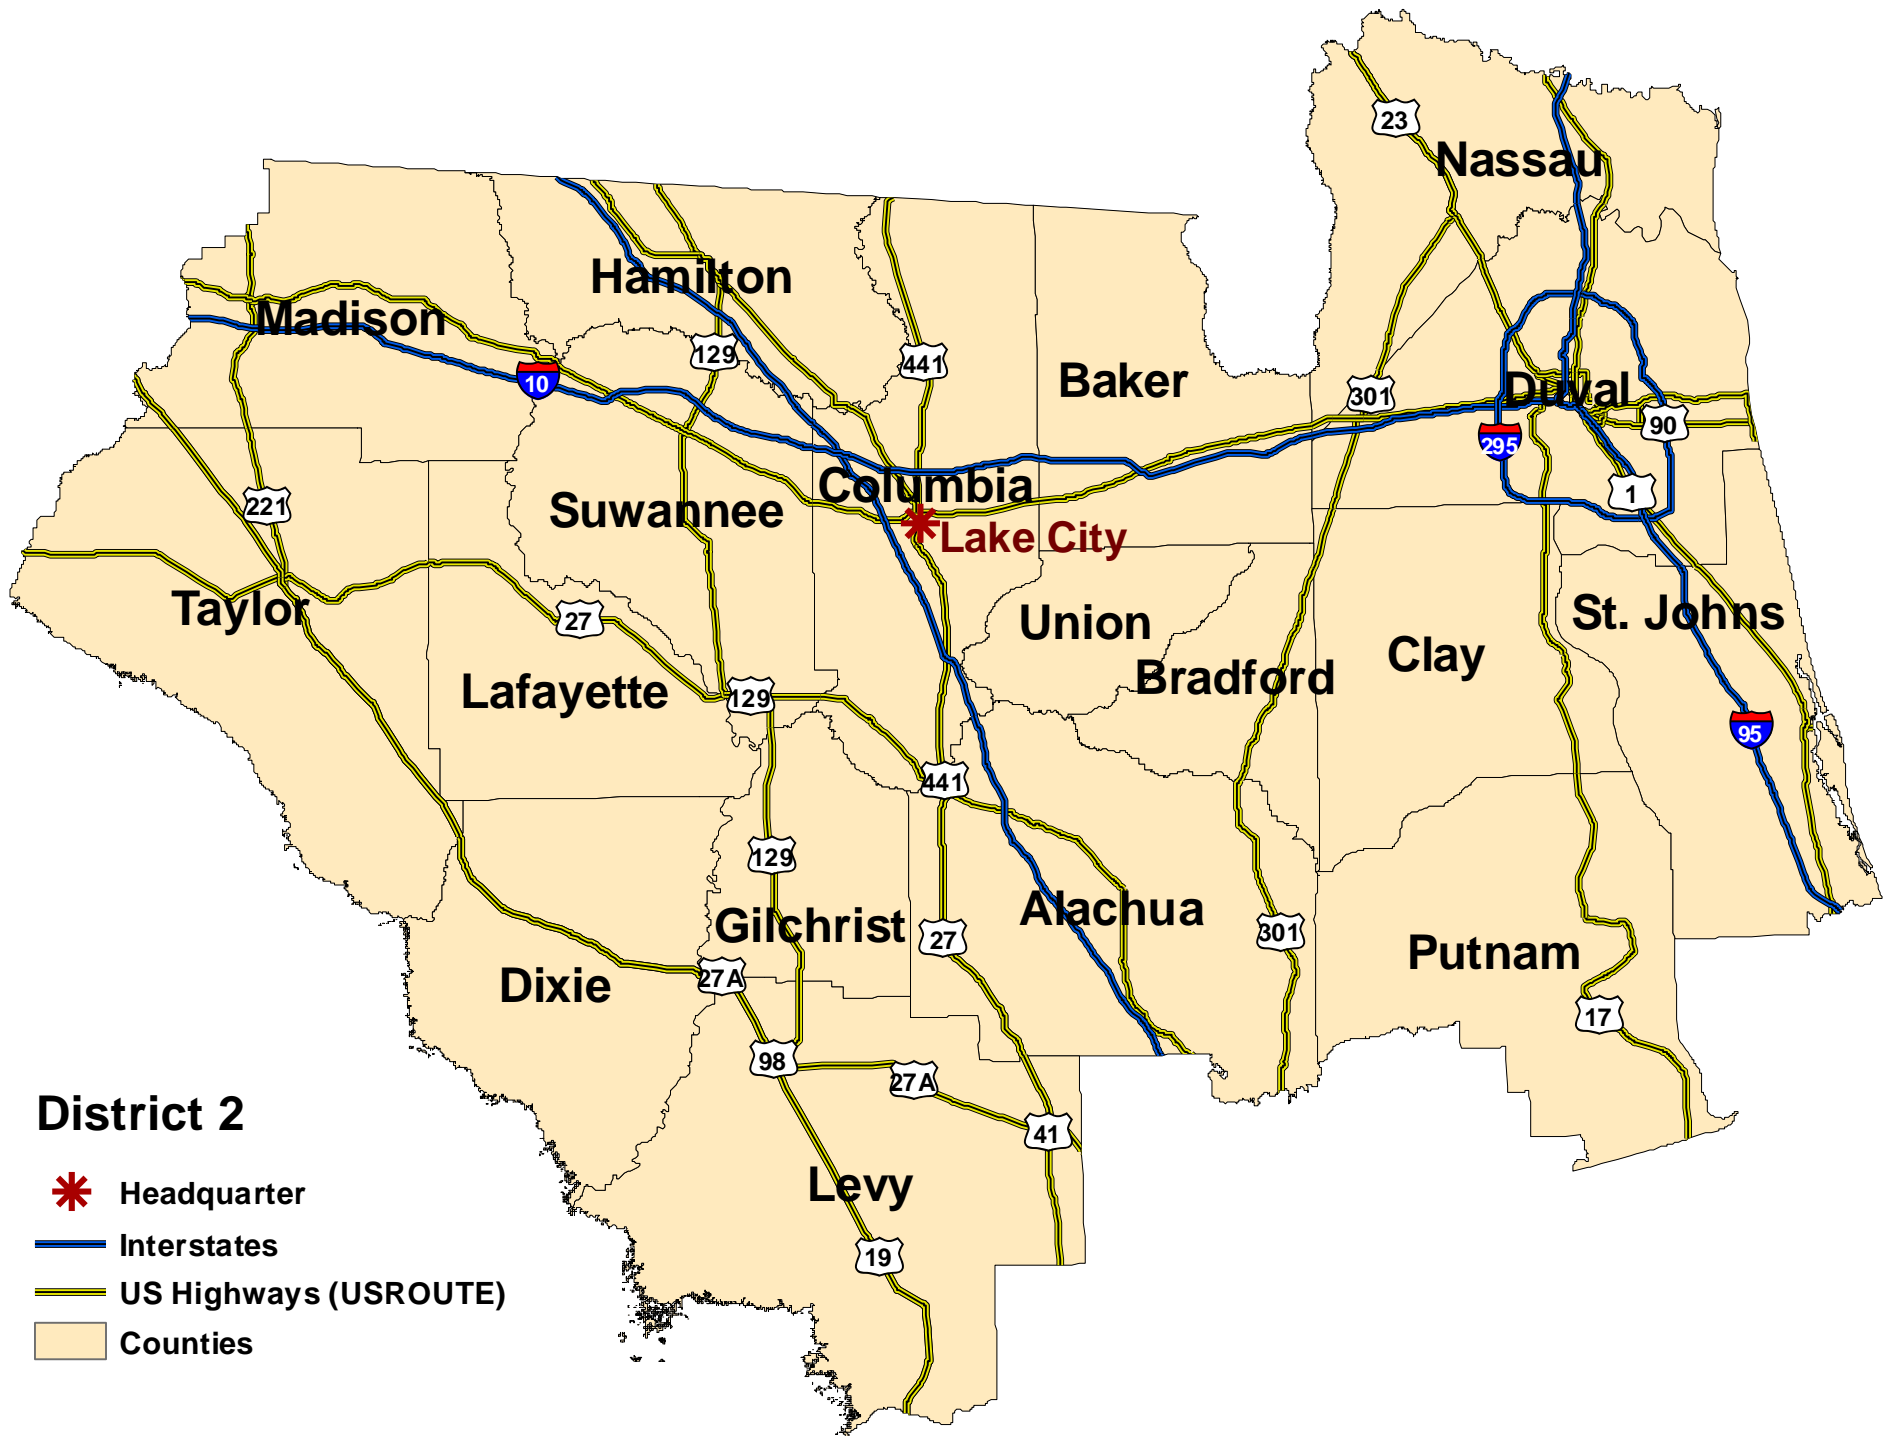 23
Nassau
Hamilton
Madison
129
441
10
Baker
301
Duval
90
295
Columbia
1
221
Suwannee
Lake City
Taylor
27
Union
St. Johns
Clay
Bradford
Lafayette
129
95
441
129
Alachua
Gilchrist
27
301
Putnam
Dixie
27A
17
98
27A
41
Levy
19
District 2
Headquarter
Interstates
US Highways (USROUTE)
Counties